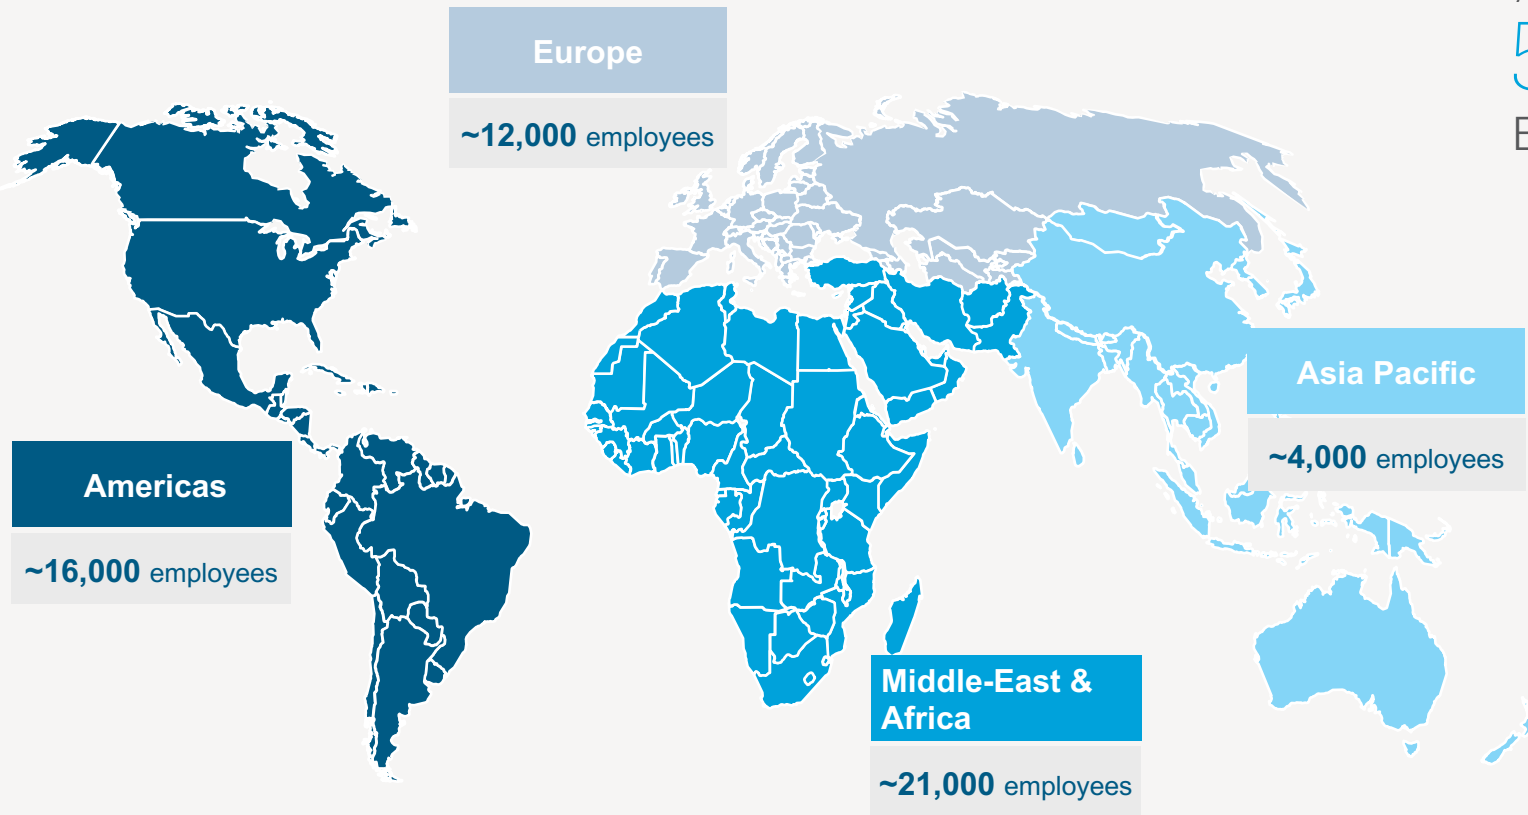 Europe
~12,000 employees
Asia Pacific
~4,000 employees
Americas
~16,000 employees
Middle-East &
Africa
~21,000 employees